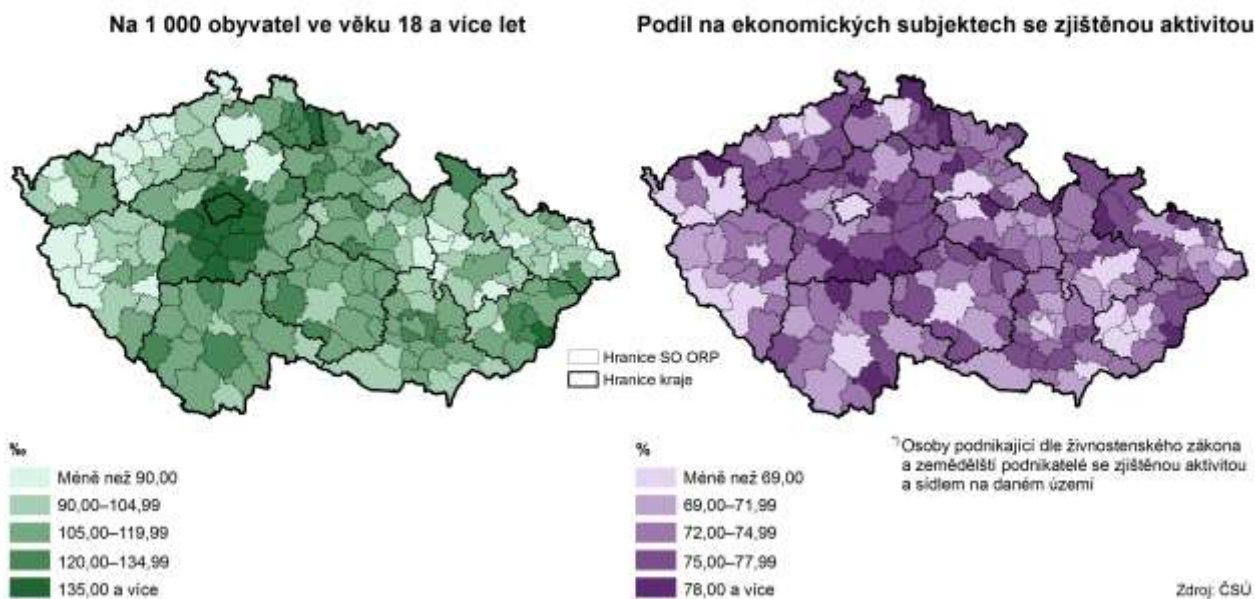 Na 1 000 obyvatel ve věku 18 a více let
Podíl na ekonomických subjektech se zjištěnou aktivitou
Hranice SO ORP
Hranice kraje
‰
Méně než 90,00
90,00–104,99
105,00–119,99
120,00–134,99
135,00 a více
%
Méně než 69,00
69,00–71,99
72,00–74,99
75,00–77,99
78,00 a více
*) Osoby podnikající dle živnostenského zákona
a zemědělští podnikatelé se zjištěnou aktivitou
a sídlem na daném území
Zdroj: ČSÚ